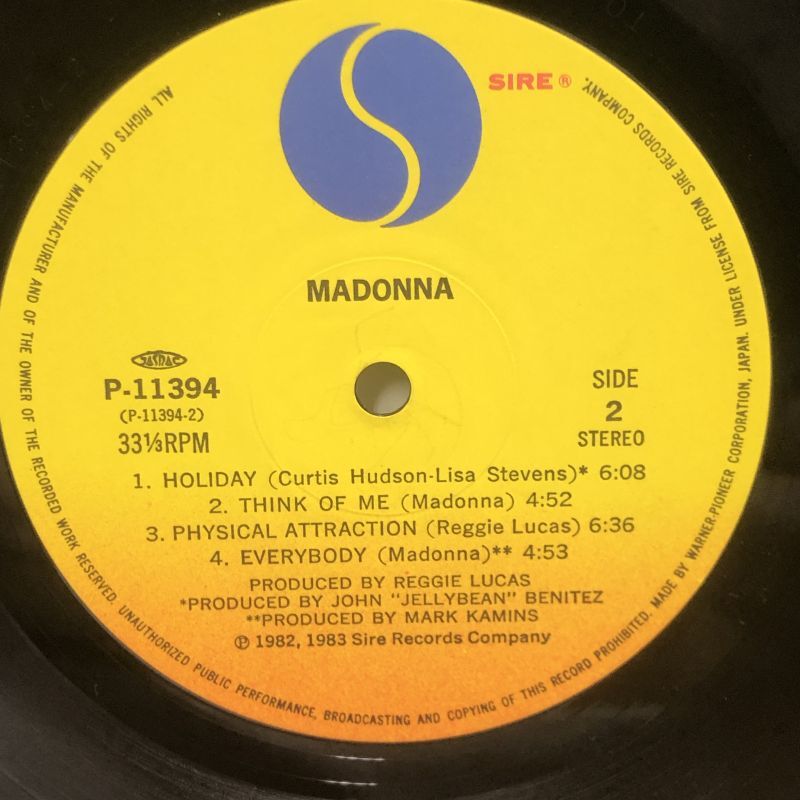 SIRE®
MADONNA
JASRAC
P-11394
(P-11394-2)
33⅓RPM
SIDE
2
STEREO
1. HOLIDAY (Curtis Hudson-Lisa Stevens)* 6:08
2. THINK OF ME (Madonna) 4:52
3. PHYSICAL ATTRACTION (Reggie Lucas) 6:36
4. EVERYBODY (Madonna)** 4:53
PRODUCED BY REGGIE LUCAS
*PRODUCED BY JOHN "JELLYBEAN" BENITEZ
**PRODUCED BY MARK KAMINS
℗ 1982, 1983 Sire Records Company
ALL RIGHTS OF THE MANUFACTURER AND OF THE OWNER OF THE RECORDED WORK RESERVED. UNAUTHORIZED PUBLIC PERFORMANCE, BROADCASTING AND COPYING OF THIS RECORD PROHIBITED. MADE BY WARNER-PIONEER CORPORATION, JAPAN. UNDER LICENSE FROM SIRE RECORDS COMPANY.